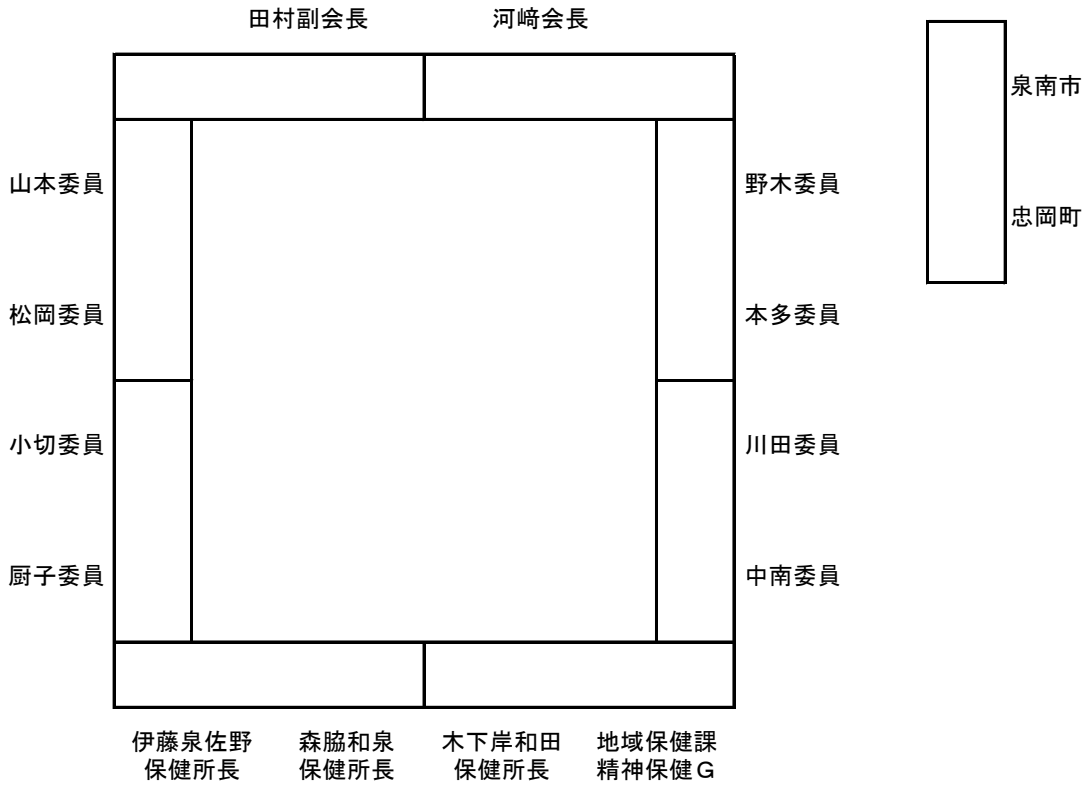 田村副会長
河﨑会長
泉南市
山本委員
野木委員
忠岡町
松岡委員
本多委員
小切委員
川田委員
厨子委員
中南委員
伊藤泉佐野
保健所長
森脇和泉
保健所長
木下岸和田
保健所長
地域保健課
精神保健Ｇ